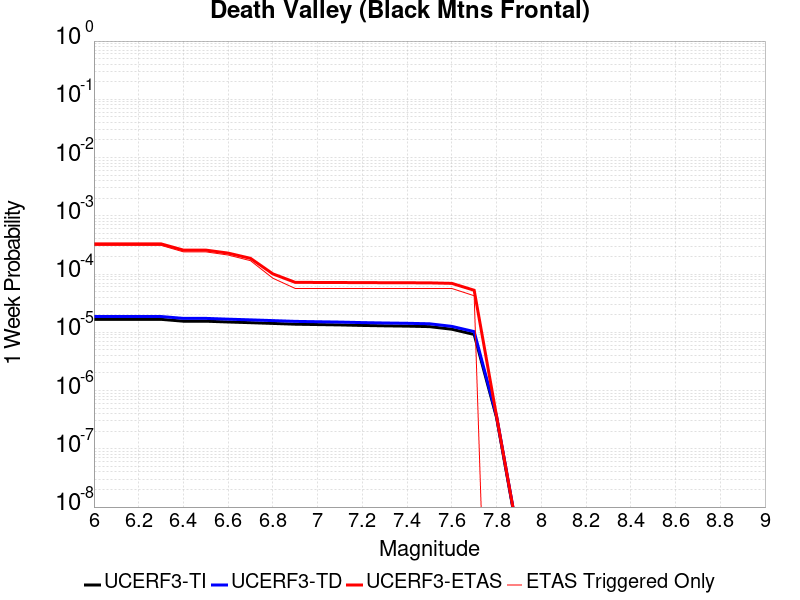 Death Valley (Black Mtns Frontal)
10^0
10^-1
10^-2
10^-3
10^-4
10^-5
10^-6
10^-7
10^-8
1 Week Probability
6 6.2 6.4 6.6 6.8 7 7.2 7.4 7.6 7.8 8 8.2 8.4 8.6 8.8 9
Magnitude
UCERF3-TI UCERF3-TD UCERF3-ETAS ETAS Triggered Only